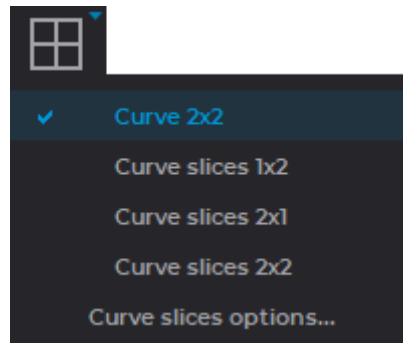 Curve 2x2
Curve slices 1x2
Curve slices 2x1
Curve slices 2x2
Curve slices options...